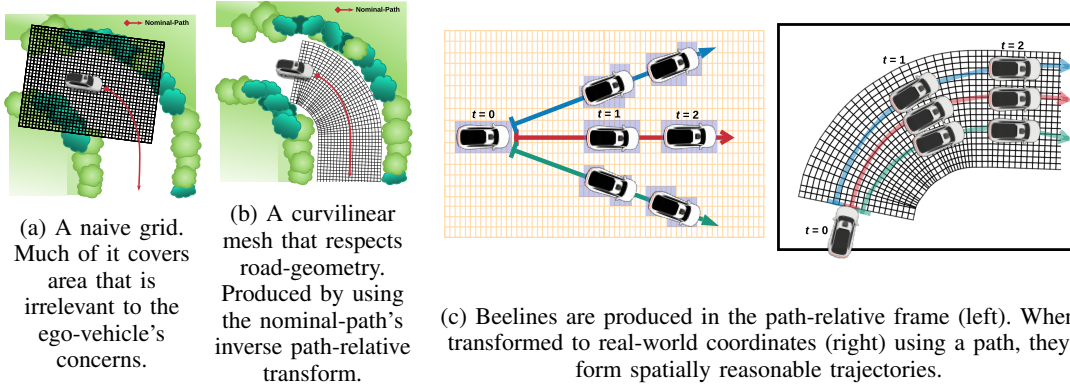 Nominal-Path
(a) A naive grid.
Much of it covers
area that is
irrelevant to the
ego-vehicle's
concerns.
Nominal-Path
(b) A curvilinear
mesh that respects
road-geometry.
Produced by using
the nominal-path's
inverse path-relative
transform.
t = 0
t = 1
t = 2
t = 0
t = 1
t = 2
(c) Beelines are produced in the path-relative frame (left). When
transformed to real-world coordinates (right) using a path, they
form spatially reasonable trajectories.